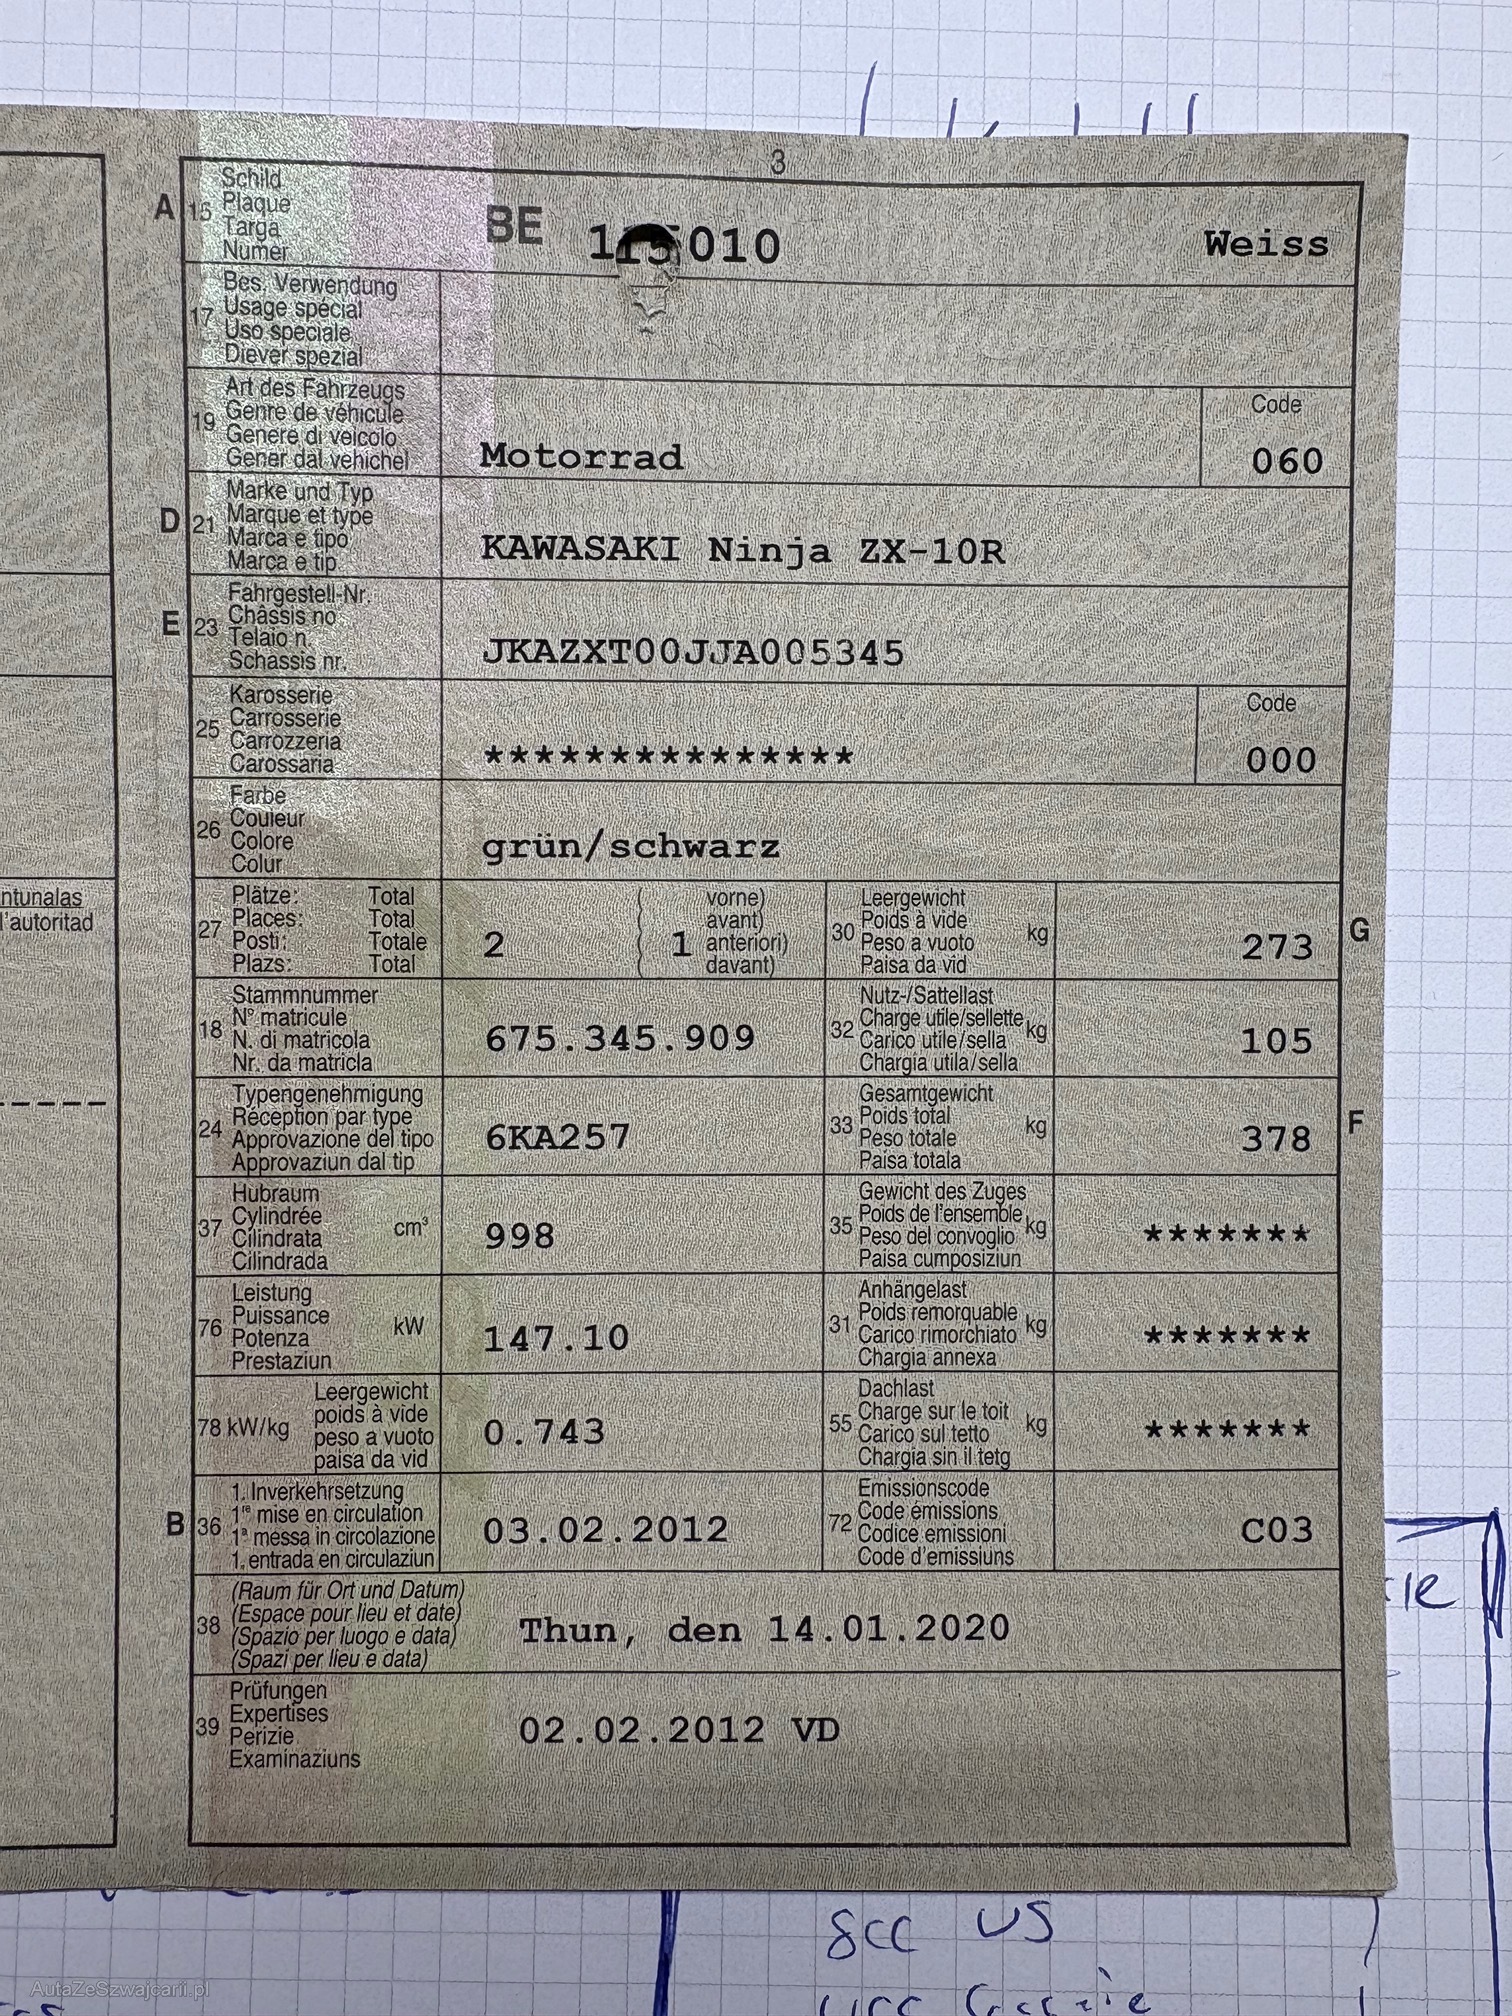 3
A 15 Schild
Plaque
Targa
Numer
BE 115010 Weiss
17 Bes. Verwendung
Usage spécial
Uso speciale
Diever spezial
19 Art des Fahrzeugs
Genre de véhicule
Genere di veicolo
Gener dal vehichel
Motorrad
Code
060
D 21 Marke und Typ
Marque et type
Marca e tipo
Marca e tip
KAWASAKI Ninja ZX-10R
E 23 Fahrgestell-Nr.
Châssis no
Telaio n.
Schassis nr.
JKAZXT00JJA005345
25 Karosserie
Carrosserie
Carrozzeria
Carossaria
***************
Code
000
26 Farbe
Couleur
Colore
Colur
grün/schwarz
ntunalas
l'autoritad
27 Plätze: Total
Places: Total
Posti: Totale
Plazs: Total
2 ( 1 vorne)
avant)
anteriori)
davant)
30 Leergewicht
Poids à vide
Peso a vuoto
Paisa da vid
kg
273
G
18 Stammnummer
N° matricule
N. di matricola
Nr. da matricla
675.345.909
32 Nutz-/Sattellast
Charge utile/sellette
Carico utile/sella
Chargia utila/sella
kg
105
24 Typengenehmigung
Réception par type
Approvazione del tipo
Approvaziun dal tip
6KA257
33 Gesamtgewicht
Poids total
Peso totale
Paisa totala
kg
378
F
37 Hubraum
Cylindrée
Cilindrata
Cilindrada
cm³
998
35 Gewicht des Zuges
Poids de l'ensemble
Peso del convoglio
Paisa cumposiziun
kg
*******
76 Leistung
Puissance
Potenza
Prestaziun
kW
147.10
31 Anhängelast
Poids remorquable
Carico rimorchiato
Chargia annexa
kg
*******
78 kW/kg Leergewicht
poids à vide
peso a vuoto
paisa da vid
0.743
55 Dachlast
Charge sur le toit
Carico sul tetto
Chargia sin il tetg
kg
*******
B 36 1. Inverkehrsetzung
1re mise en circulation
1a messa in circolazione
1. entrada en circulaziun
03.02.2012
72 Emissionscode
Code émissions
Codice emissioni
Code d'emissiuns
C03
38 (Raum für Ort und Datum)
(Espace pour lieu et date)
(Spazio per luogo e data)
(Spazi per lieu e data)
Thun, den 14.01.2020
39 Prüfungen
Expertises
Perizie
Examinaziuns
02.02.2012 VD
AutaZeSzwajcarii.pl